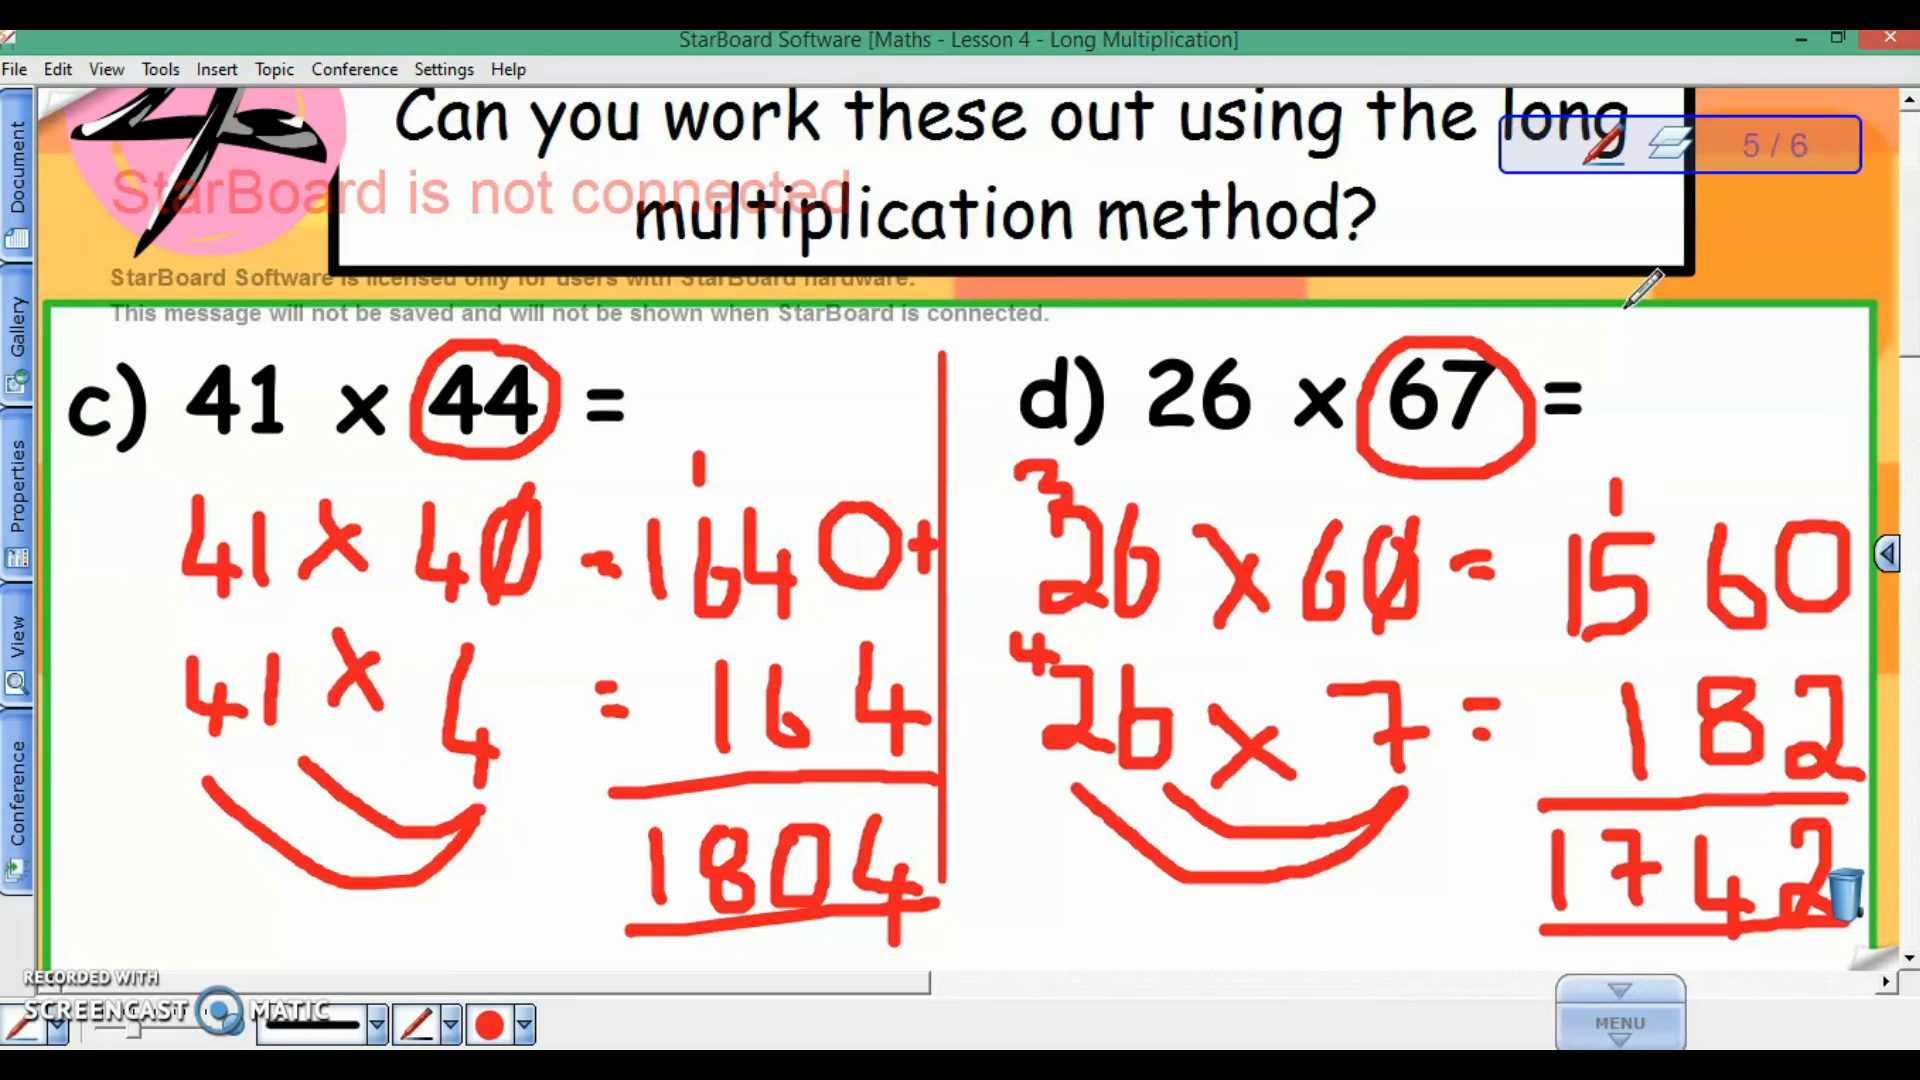 StarBoard Software [Maths - Lesson 4 - Long Multiplication]
File Edit View Tools Insert Topic Conference Settings Help
Can you work these out using the long
multiplication method?
5 / 6
StarBoard is not connected
StarBoard Software is licensed only for users with StarBoard hardware.
This message will not be saved and will not be shown when StarBoard is connected.
Document
Gallery
Properties
View
Conference
c) 41 x 44 =
1
41 x 40 = 1640+
41 x 4 = 164
1804
d) 26 x 67 =
3 1
26 x 60 = 1560
4
26 x 7 = 182
1742
RECORDED WITH
SCREENCAST MATIC
MENU